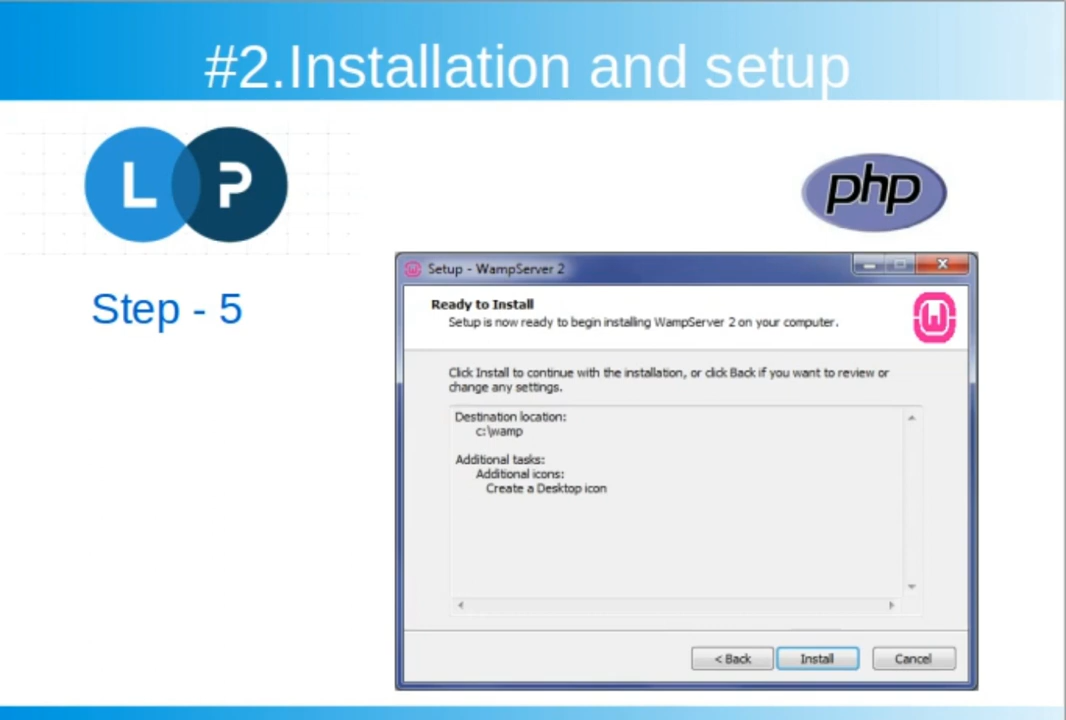 #2.Installation and setup
L P
php
Step - 5
Setup - WampServer 2
Ready to Install
Setup is now ready to begin installing WampServer 2 on your computer.
W
Click Install to continue with the installation, or click Back if you want to review or
change any settings.
Destination location:
c:\wamp
Additional tasks:
Additional icons:
Create a Desktop icon
< Back Install Cancel